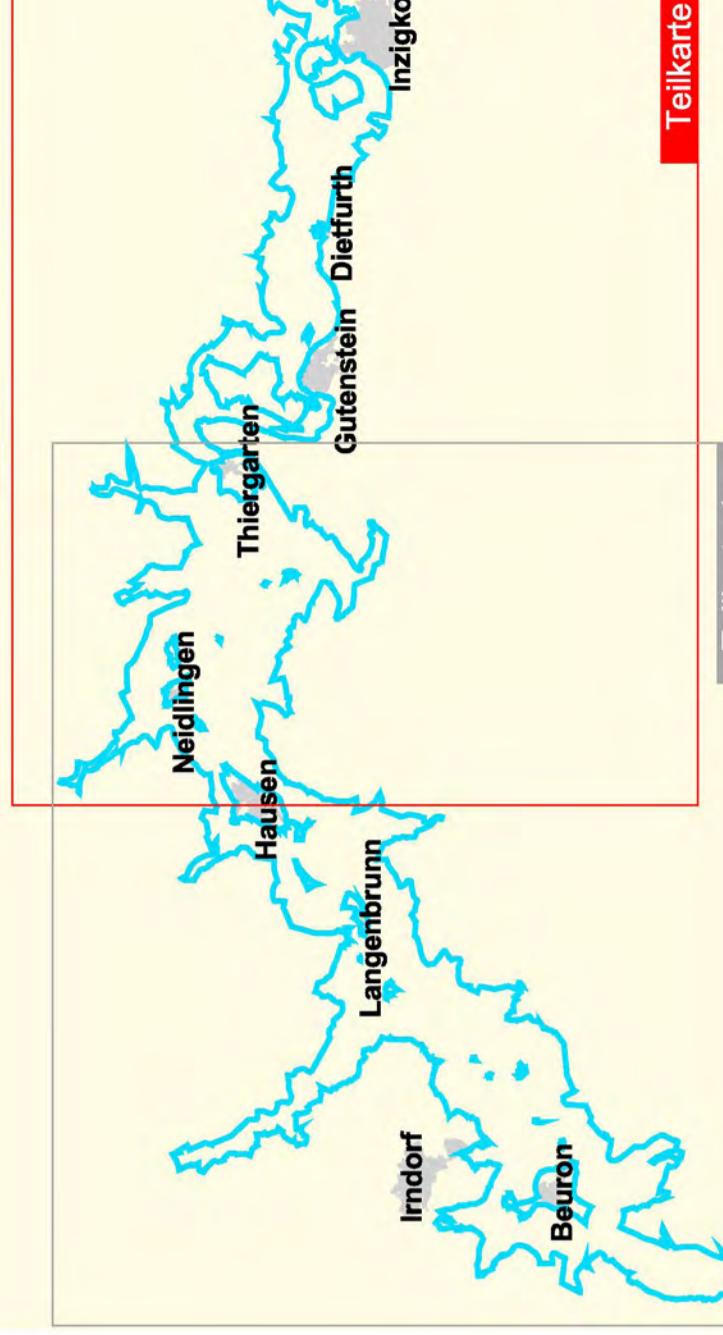 Teilkarte
Inzigko
Dietfurth
Gutenstein
Thiergarten
Neidlingen
Hausen
Langenbrunn
Irndorf
Beuron